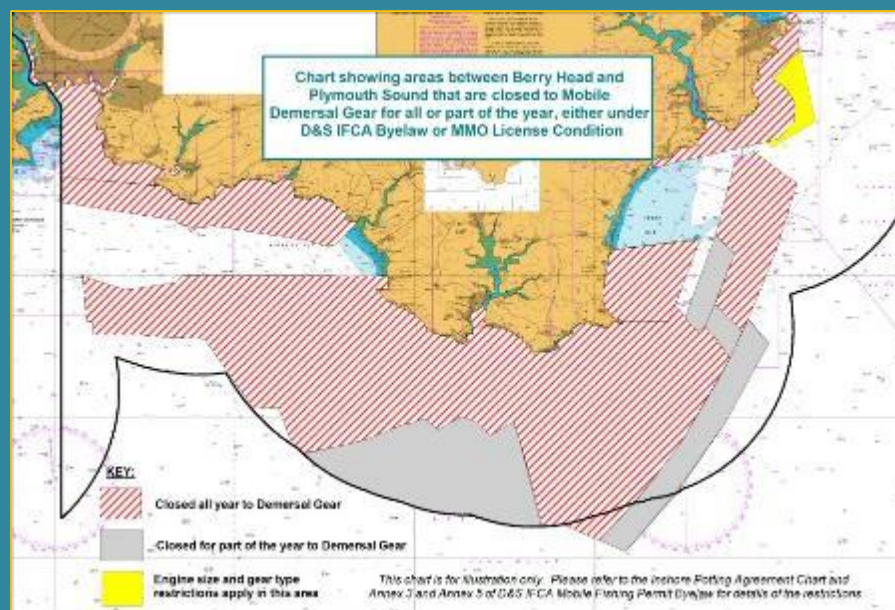 Chart showing areas between Berry Head and
Plymouth Sound that are closed to Mobile
Demersal Gear for all or part of the year, either under
D&S IFCA Byelaw or MMO License Condition
KEY:
Closed all year to Demersal Gear
Closed for part of the year to Demersal Gear
Engine size and gear type
restrictions apply in this area
This chart is for illustration only. Please refer to the Inshore Potting Agreement Chart and
Annex 3 and Annex 5 of D&S IFCA Mobile Fishing Permit Byelaw for details of the restrictions